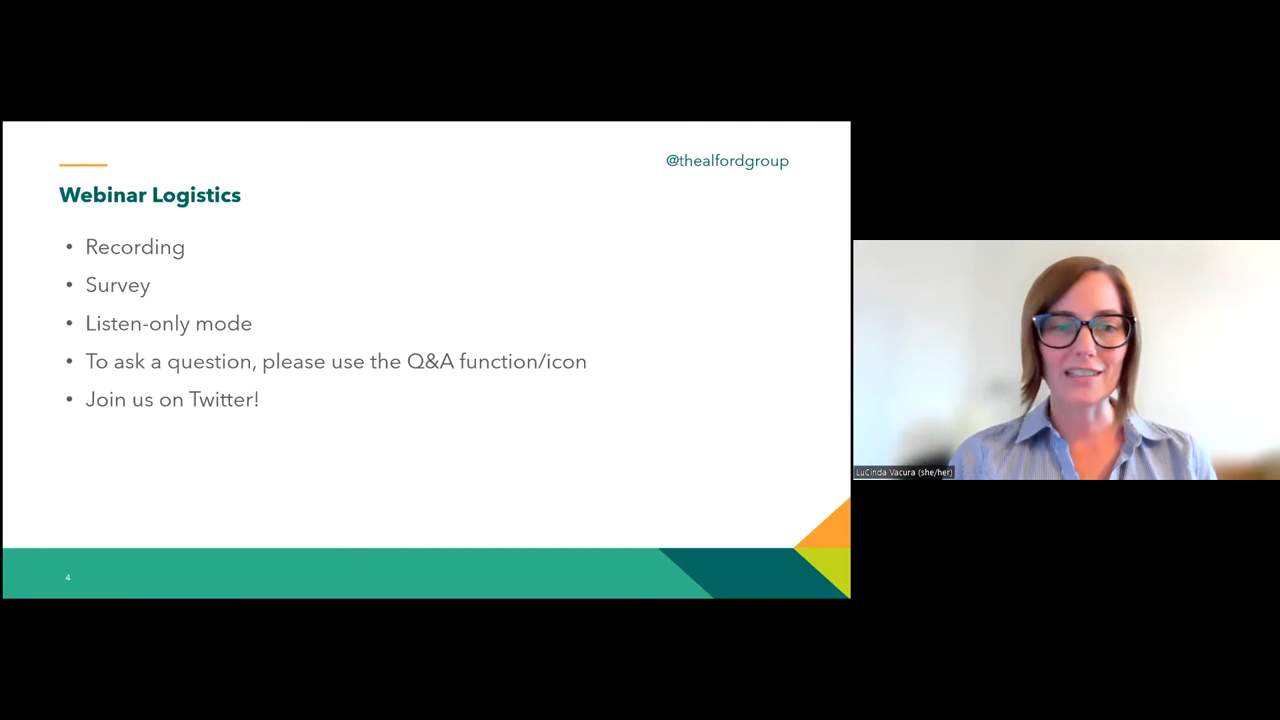 @thealfordgroup
Webinar Logistics
• Recording
• Survey
• Listen-only mode
• To ask a question, please use the Q&A function/icon
• Join us on Twitter!
4
LuCinda Vacura (she/her)